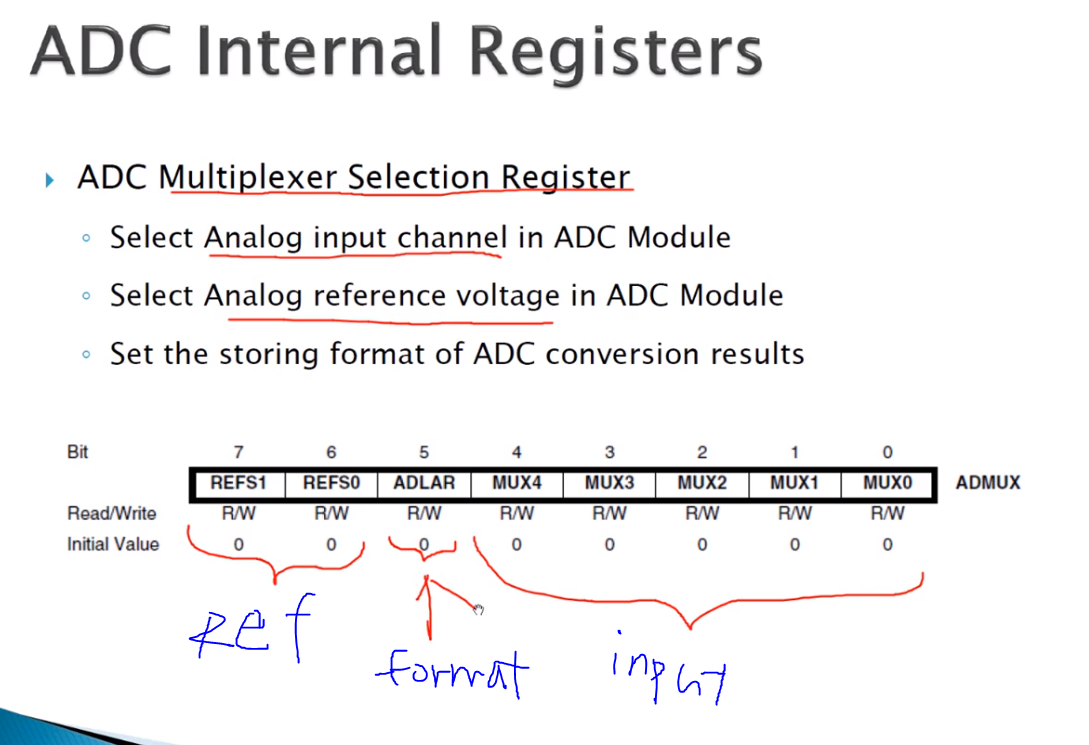 ADC Internal Registers
ADC Multiplexer Selection Register
Select Analog input channel in ADC Module
Select Analog reference voltage in ADC Module
Set the storing format of ADC conversion results
Bit 7 6 5 4 3 2 1 0
REFS1 REFS0 ADLAR MUX4 MUX3 MUX2 MUX1 MUX0 ADMUX
Read/Write R/W R/W R/W R/W R/W R/W R/W R/W
Initial Value 0 0 0 0 0 0 0 0
Ref
format
input